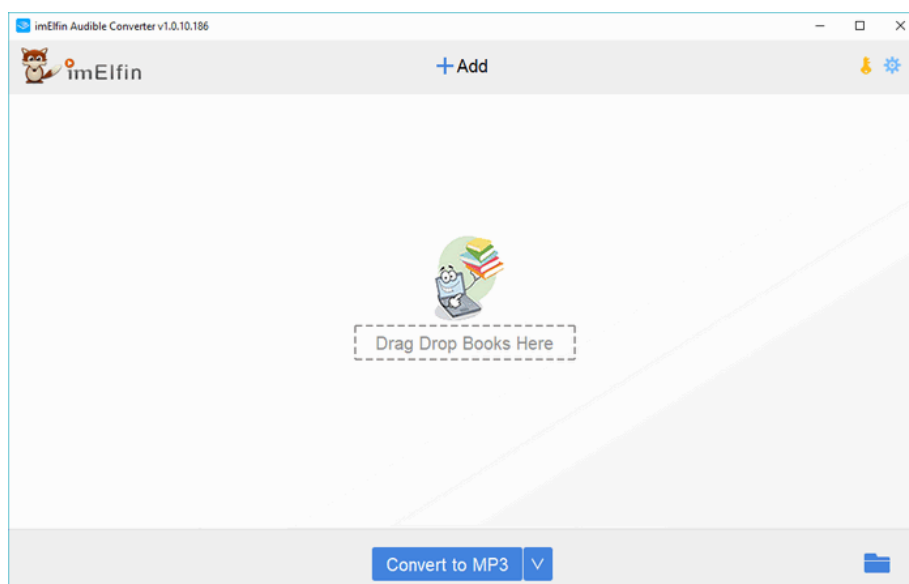 imElfin Audible Converter v1.0.10.186
imElfin
Add
Drag Drop Books Here
Convert to MP3